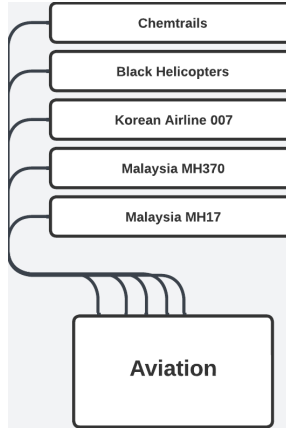 Chemtrails
Black Helicopters
Korean Airline 007
Malaysia MH370
Malaysia MH17
Aviation